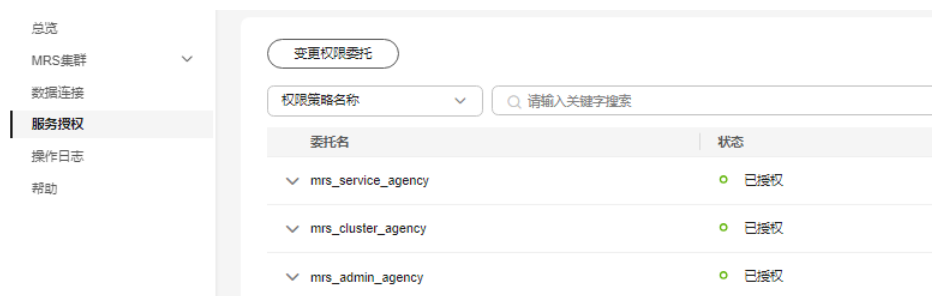 总览
MRS集群
数据连接
服务授权
操作日志
帮助
变更权限委托
权限策略名称 请输入关键字搜索
委托名 状态
mrs_service_agency 已授权
mrs_cluster_agency 已授权
mrs_admin_agency 已授权